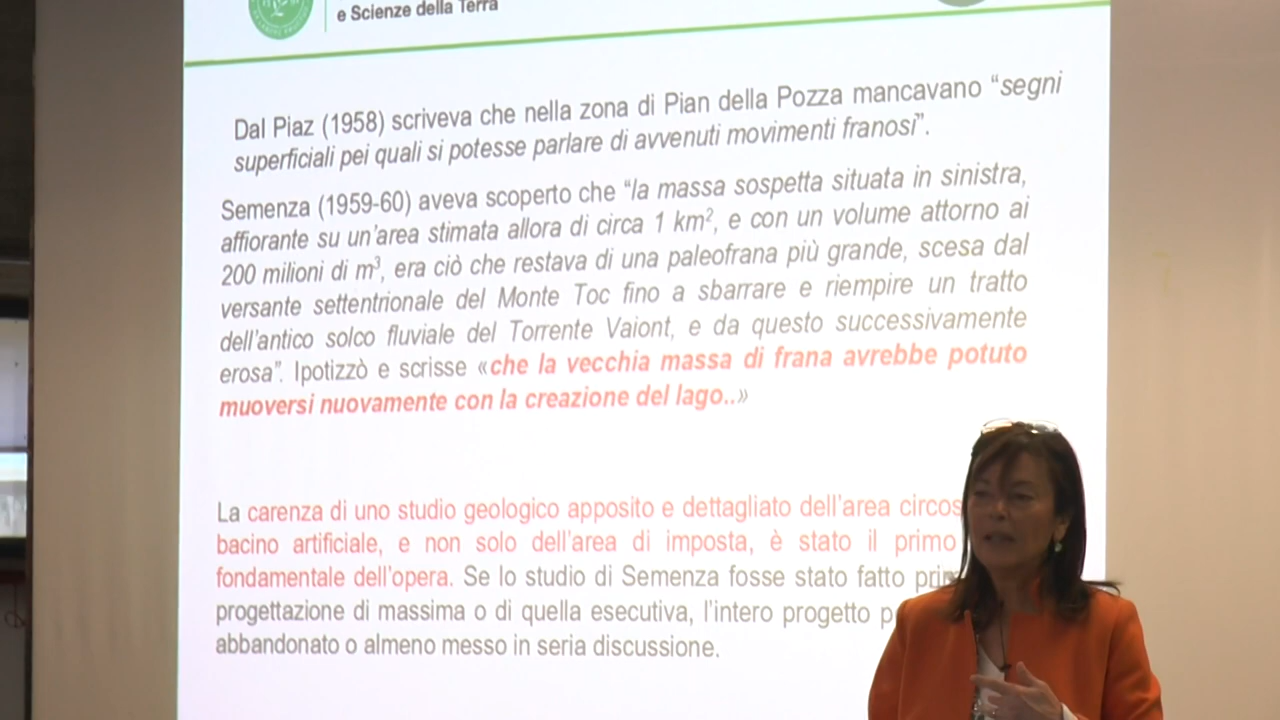 e Scienze della Terra
Dal Piaz (1958) scriveva che nella zona di Pian della Pozza mancavano “segni
superficiali pei quali si potesse parlare di avvenuti movimenti franosi”.
Semenza (1959-60) aveva scoperto che “la massa sospetta situata in sinistra,
affiorante su un’area stimata allora di circa 1 km², e con un volume attorno ai
200 milioni di m³, era ciò che restava di una paleofrana più grande, scesa dal
versante settentrionale del Monte Toc fino a sbarrare e riempire un tratto
dell’antico solco fluviale del Torrente Vaiont, e da questo successivamente
erosa”. Ipotizzò e scrisse «che la vecchia massa di frana avrebbe potuto
muoversi nuovamente con la creazione del lago..»
La carenza di uno studio geologico apposito e dettagliato dell’area
bacino artificiale, e non solo dell’area di imposta, è stato il primo
fondamentale dell’opera. Se lo studio di Semenza fosse stato fatto
progettazione di massima o di quella esecutiva, l’intero progetto
abbandonato o almeno messo in seria discussione.